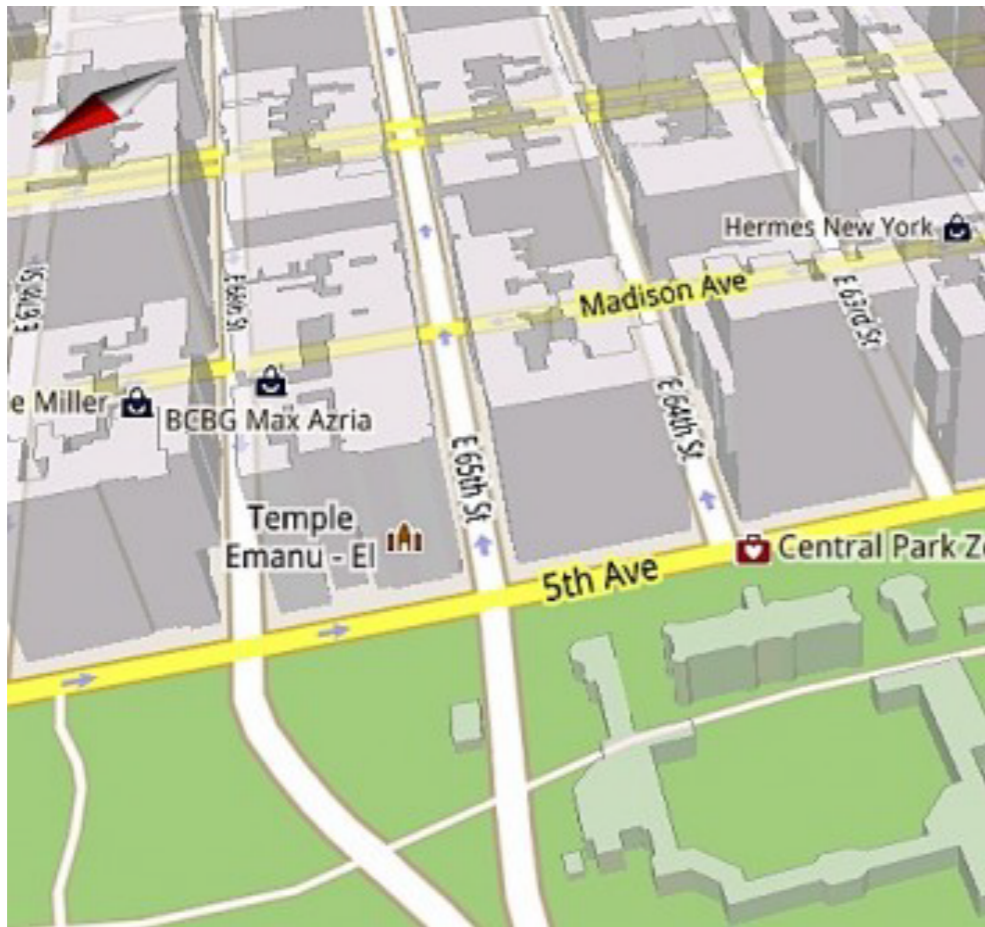 Hermes New York
Madison Ave
E 67th St
E 66th St
E 63rd St
e Miller
BCBG Max Azria
E 64th St
E 65th St
Temple
Emanu - El
5th Ave
Central Park Zo